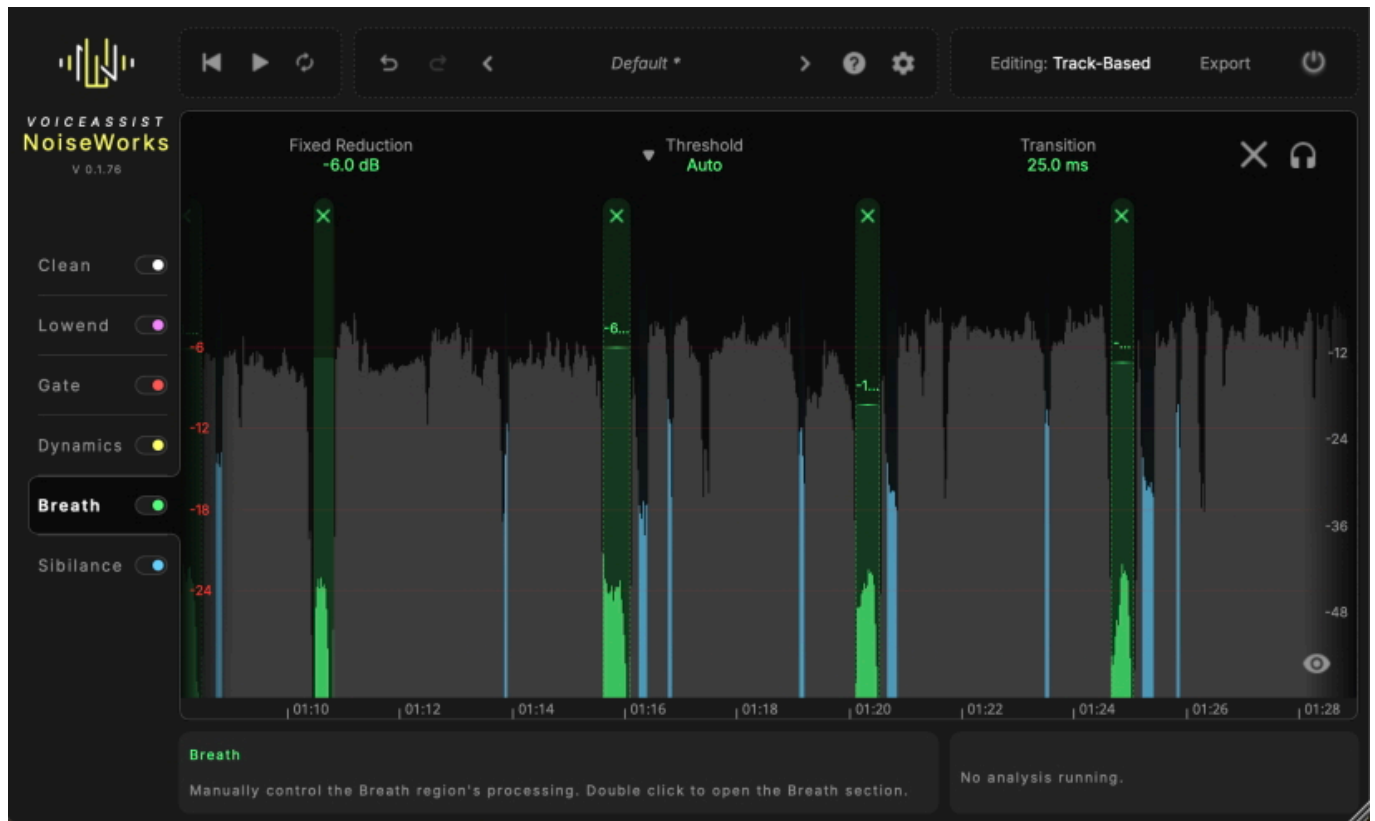 Default *
Editing: Track-Based
Export
VOICEASSIST
NoiseWorks
V 0.1.76
Fixed Reduction
-6.0 dB
Threshold
Auto
Transition
25.0 ms
Clean
Lowend
Gate
Dynamics
Breath
Sibilance
...
-6...
-1...
-...
-6
-12
-18
-24
-12
-24
-36
-48
01:10
01:12
01:14
01:16
01:18
01:20
01:22
01:24
01:26
01:28
Breath
Manually control the Breath region's processing. Double click to open the Breath section.
No analysis running.